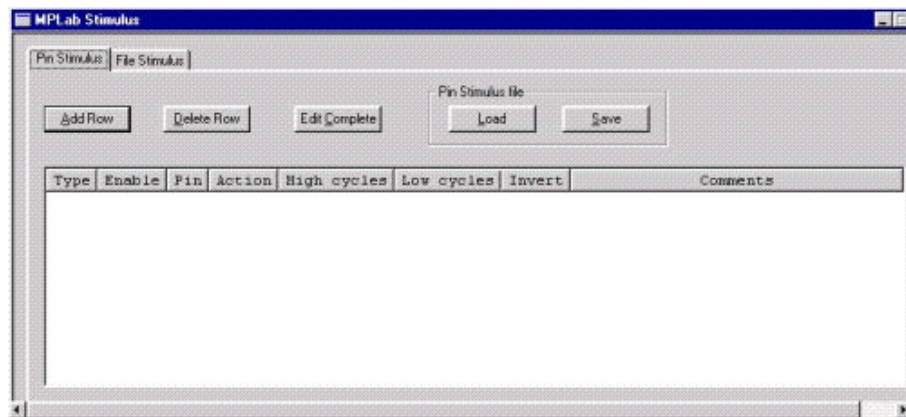 MPLab Stimulus
Pin Stimulus File Stimulus
Pin Stimulus file
Add Row Delete Row Edit Complete Load Save
Type Enable Pin Action High cycles Low cycles Invert Comments